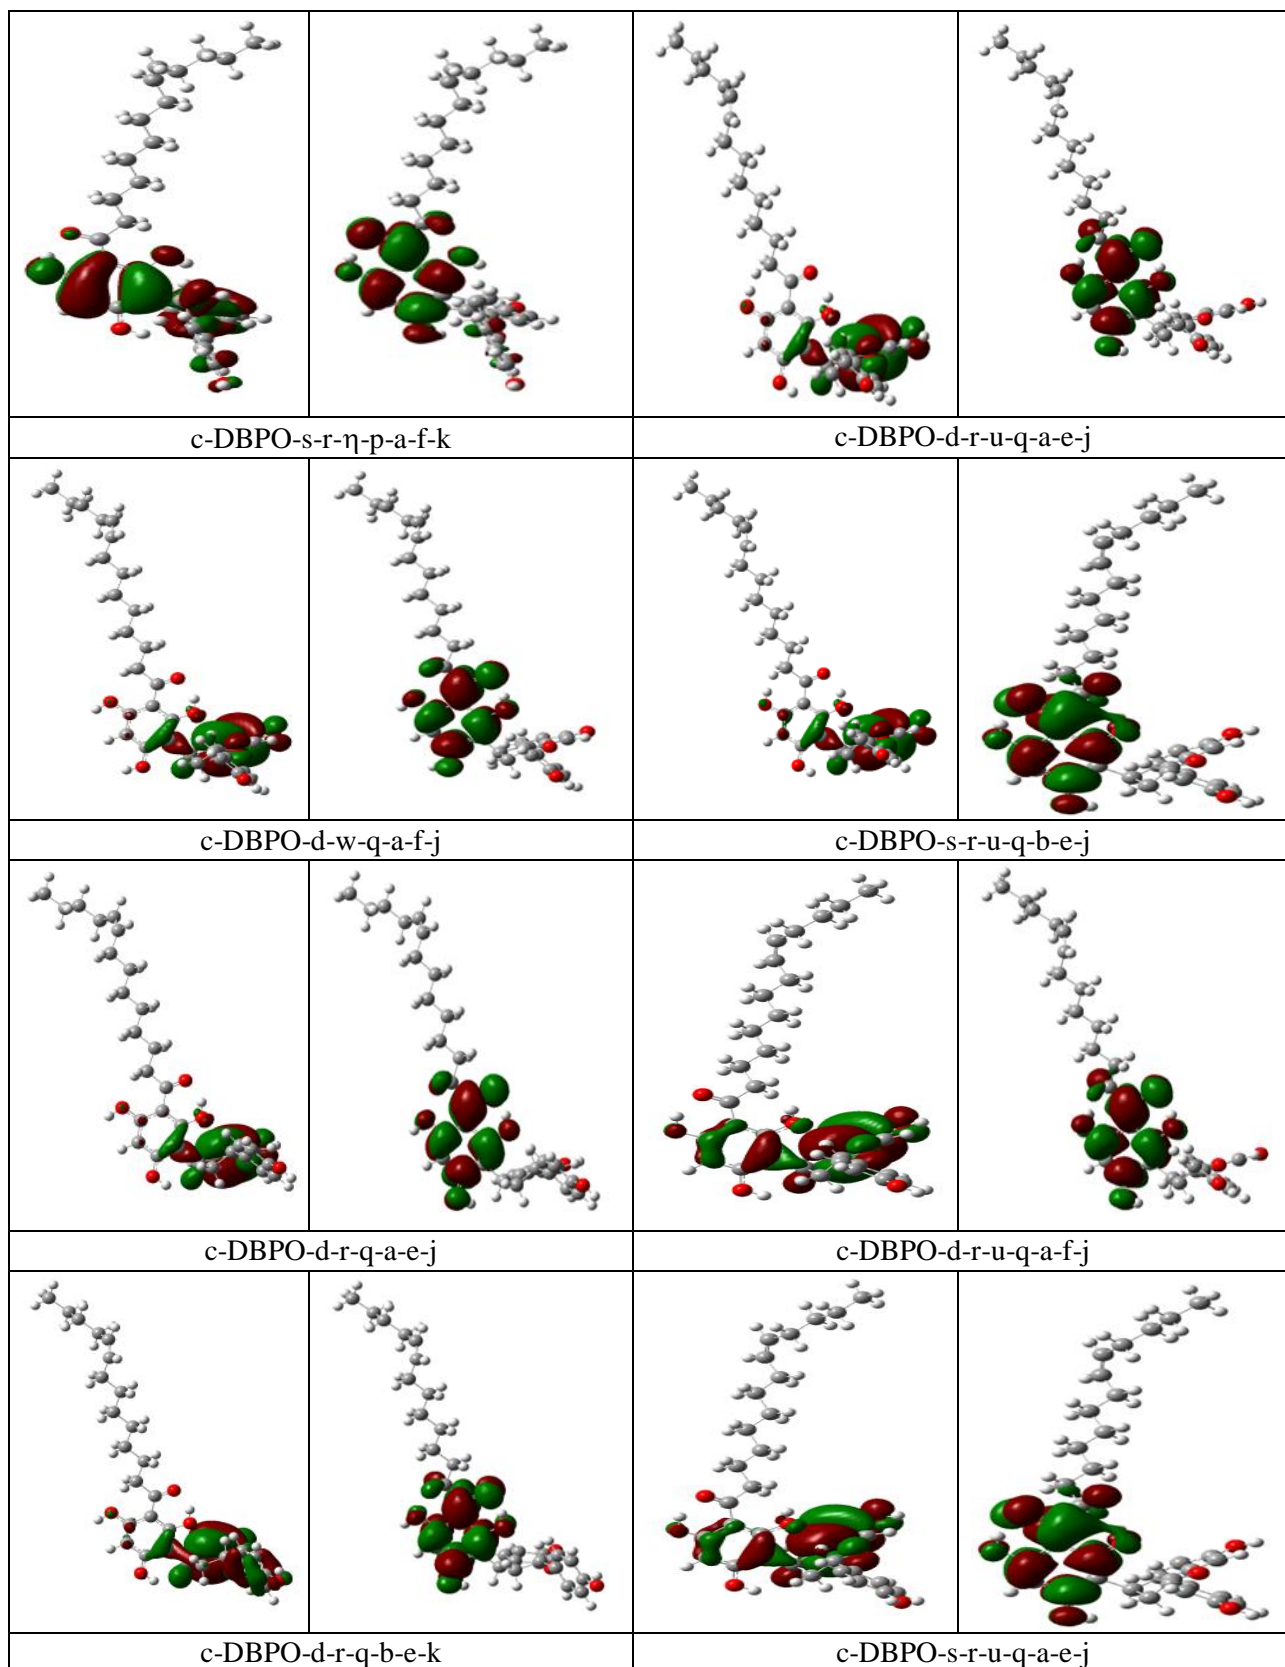 c-DBPO-s-r-η-p-a-f-k
c-DBPO-d-r-u-q-a-e-j
c-DBPO-d-w-q-a-f-j
c-DBPO-s-r-u-q-b-e-j
c-DBPO-d-r-q-a-e-j
c-DBPO-d-r-u-q-a-f-j
c-DBPO-d-r-q-b-e-k
c-DBPO-s-r-u-q-a-e-j